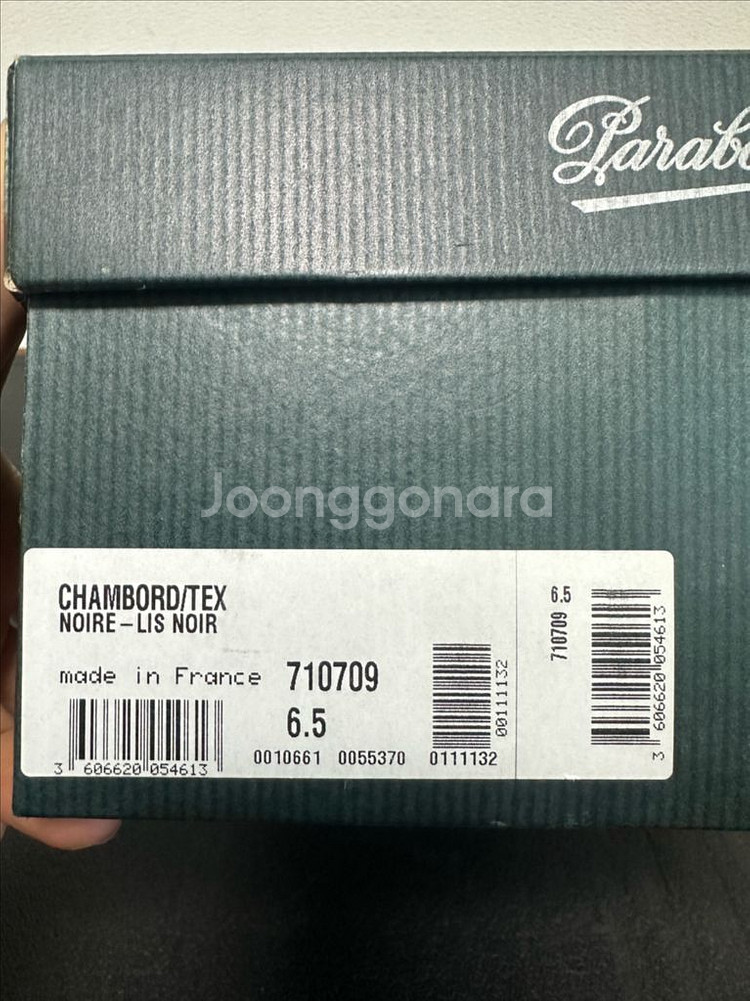 Parabo
Joonggonara
CHAMBORD/TEX
NOIRE-LIS NOIR
made in France 710709
6.5
3 606620 054613
0010661 0055370 0111132
00111132
6.5
710709
3 606620 054613